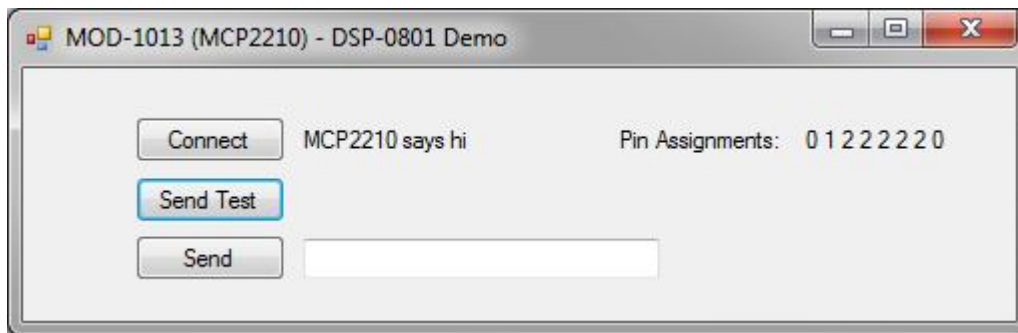 MOD-1013 (MCP2210) - DSP-0801 Demo
Connect MCP2210 says hi Pin Assignments: 0 1 2 2 2 2 2 2 0
Send Test
Send